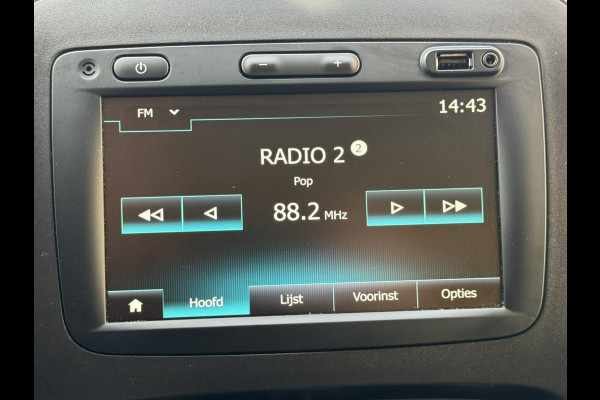 FM
14:43
RADIO 2 2
Pop
88.2 MHz
Hoofd Lijst Voorinst Opties